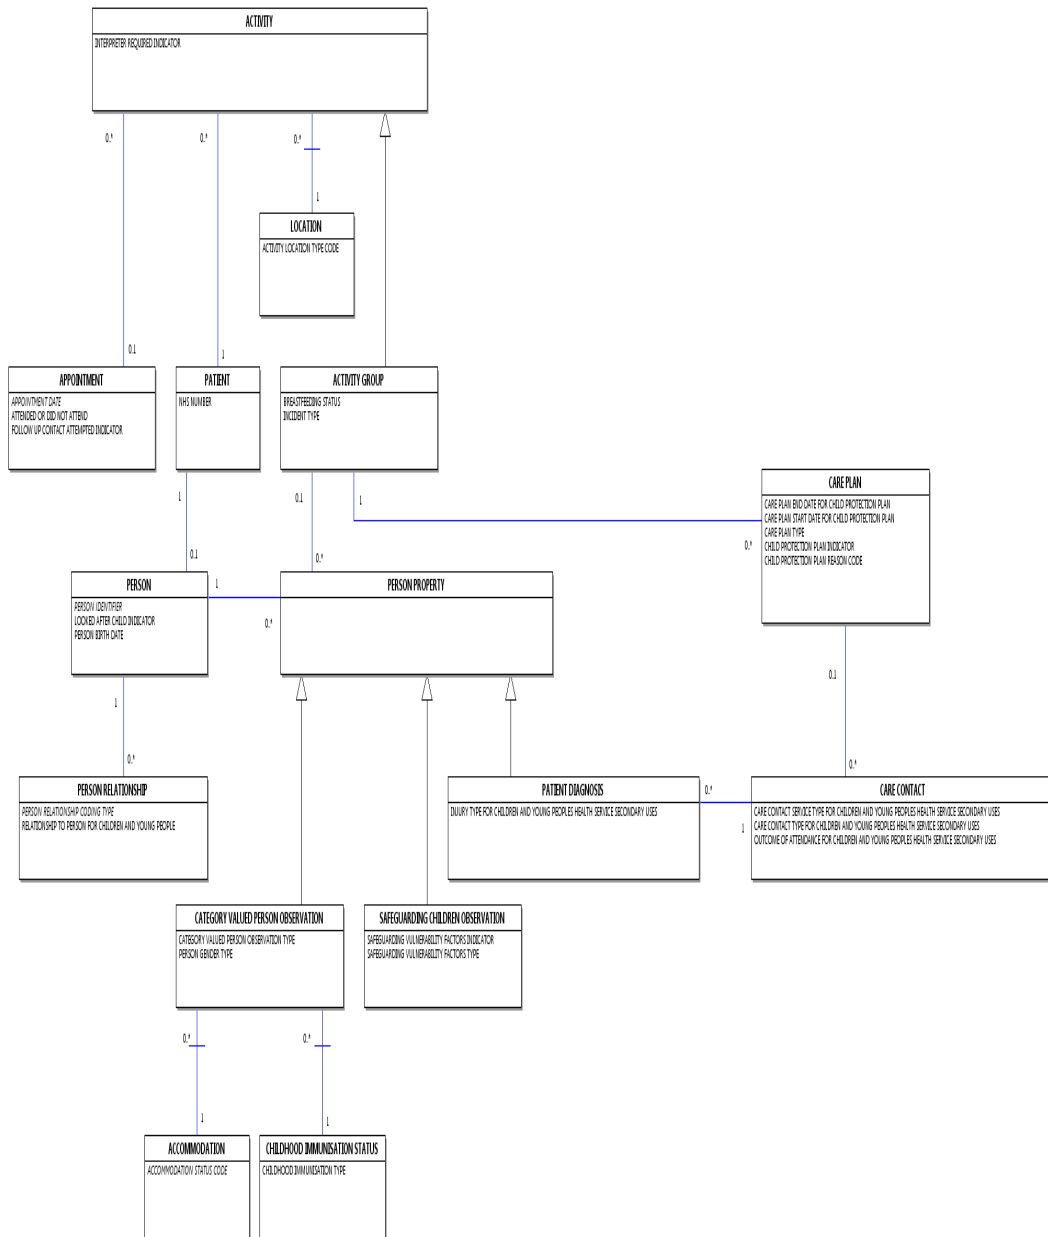 ACTIVITY
INTERPRETER REQUIRED INDICATOR
0..*
0..*
0..*
1
LOCATION
ACTIVITY LOCATION TYPE CODE
0..1
1
APPOINTMENT
APPOINTMENT DATE
ATTENDED OR DID NOT ATTEND
FOLLOW UP CONTACT ATTEMPTED INDICATOR
PATIENT
NHS NUMBER
ACTIVITY GROUP
BREASTFEEDING STATUS
INCIDENT TYPE
1
0..1
1
CARE PLAN
CARE PLAN END DATE FOR CHILD PROTECTION PLAN
CARE PLAN START DATE FOR CHILD PROTECTION PLAN
CARE PLAN TYPE
CHILD PROTECTION PLAN INDICATOR
CHILD PROTECTION PLAN REASON CODE
0..*
0..1
0..*
PERSON
PERSON IDENTIFIER
LOOKED AFTER CHILD INDICATOR
PERSON BIRTH DATE
1
0..*
PERSON PROPERTY
1
0..*
0..1
0..*
PERSON RELATIONSHIP
PERSON RELATIONSHIP CODING TYPE
RELATIONSHIP TO PERSON FOR CHILDREN AND YOUNG PEOPLE
PATIENT DIAGNOSIS
INJURY TYPE FOR CHILDREN AND YOUNG PEOPLES HEALTH SERVICE SECONDARY USES
0..*
1
CARE CONTACT
CARE CONTACT SERVICE TYPE FOR CHILDREN AND YOUNG PEOPLES HEALTH SERVICE SECONDARY USES
CARE CONTACT TYPE FOR CHILDREN AND YOUNG PEOPLES HEALTH SERVICE SECONDARY USES
OUTCOME OF ATTENDANCE FOR CHILDREN AND YOUNG PEOPLES HEALTH SERVICE SECONDARY USES
CATEGORY VALUED PERSON OBSERVATION
CATEGORY VALUED PERSON OBSERVATION TYPE
PERSON GENDER TYPE
SAFEGUARDING CHILDREN OBSERVATION
SAFEGUARDING VULNERABILITY FACTORS INDICATOR
SAFEGUARDING VULNERABILITY FACTORS TYPE
0..*
0..*
1
1
ACCOMMODATION
ACCOMMODATION STATUS CODE
CHILDHOOD IMMUNISATION STATUS
CHILDHOOD IMMUNISATION TYPE